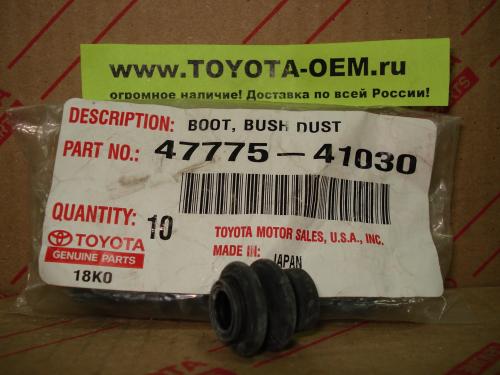 www.TOYOTA-OEM.ru
огромное наличие! Доставка по всей России!
DESCRIPTION: BOOT, BUSH DUST
PART NO.: 47775-41030
QUANTITY: 10
TOYOTA
GENUINE PARTS
18K0
TOYOTA MOTOR SALES, U.S.A., INC.
MADE IN: JAPAN